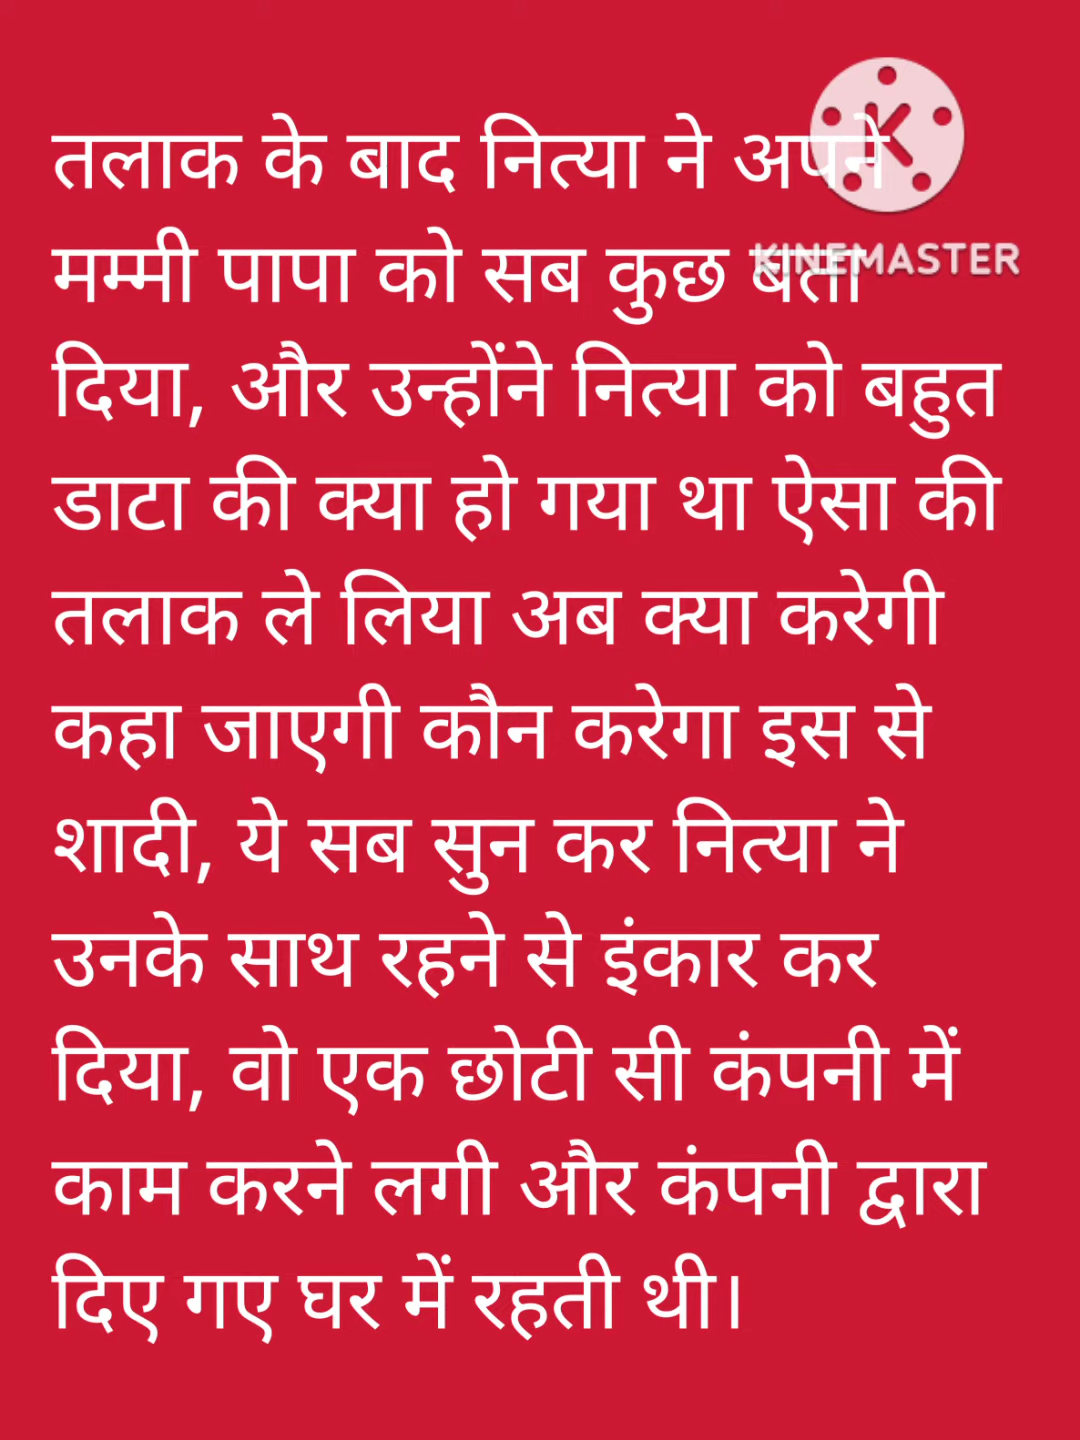 तलाक के बाद नित्या ने अपने
मम्मी पापा को सब कुछ बता
KINEMASTER
दिया, और उन्होंने नित्या को बहुत
डाटा की क्या हो गया था ऐसा की
तलाक ले लिया अब क्या करेगी
कहा जाएगी कौन करेगा इस से
शादी, ये सब सुन कर नित्या ने
उनके साथ रहने से इंकार कर
दिया, वो एक छोटी सी कंपनी में
काम करने लगी और कंपनी द्वारा
दिए गए घर में रहती थी।